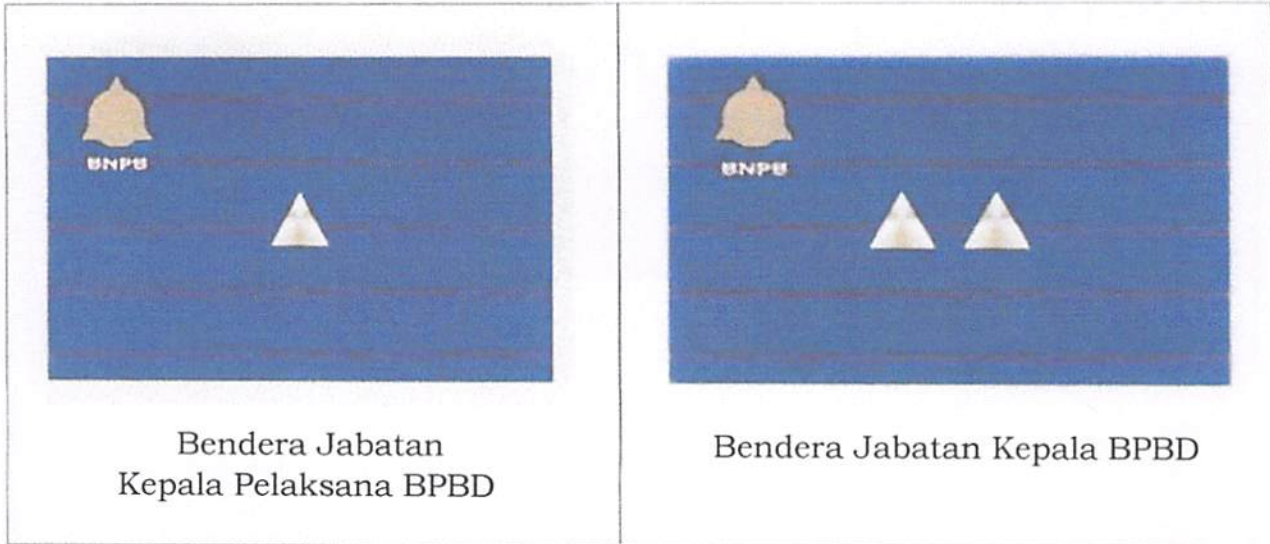 BNPB
BNPB
Bendera Jabatan
Kepala Pelaksana BPBD
Bendera Jabatan Kepala BPBD